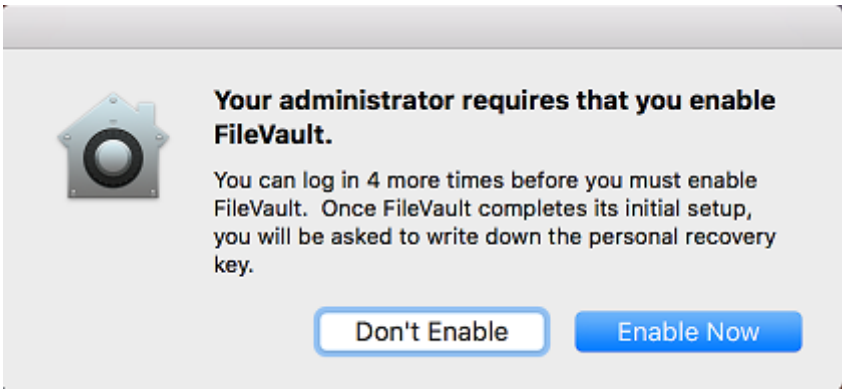 Your administrator requires that you enable
FileVault.
You can log in 4 more times before you must enable
FileVault.  Once FileVault completes its initial setup,
you will be asked to write down the personal recovery
key.
Don't Enable
Enable Now